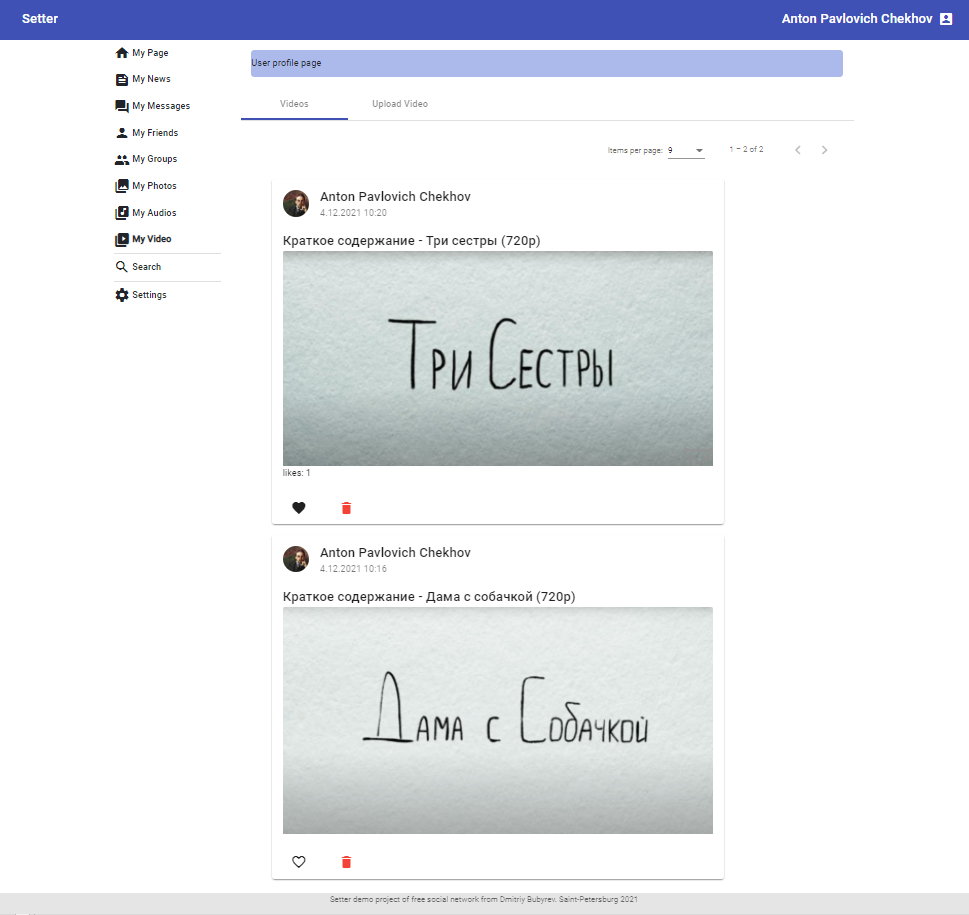 Setter
Anton Pavlovich Chekhov
My Page
My News
My Messages
My Friends
My Groups
My Photos
My Audios
My Video
Search
Settings
User profile page
Videos Upload Video
Items per page: 9 1 – 2 of 2
Anton Pavlovich Chekhov
4.12.2021 10:20
Краткое содержание - Три сестры (720p)
Три Сестры
likes: 1
Anton Pavlovich Chekhov
4.12.2021 10:16
Краткое содержание - Дама с собачкой (720p)
Дама с Собачкой
Setter demo project of free social network from Dmitriy Bubyrev. Saint-Petersburg 2021